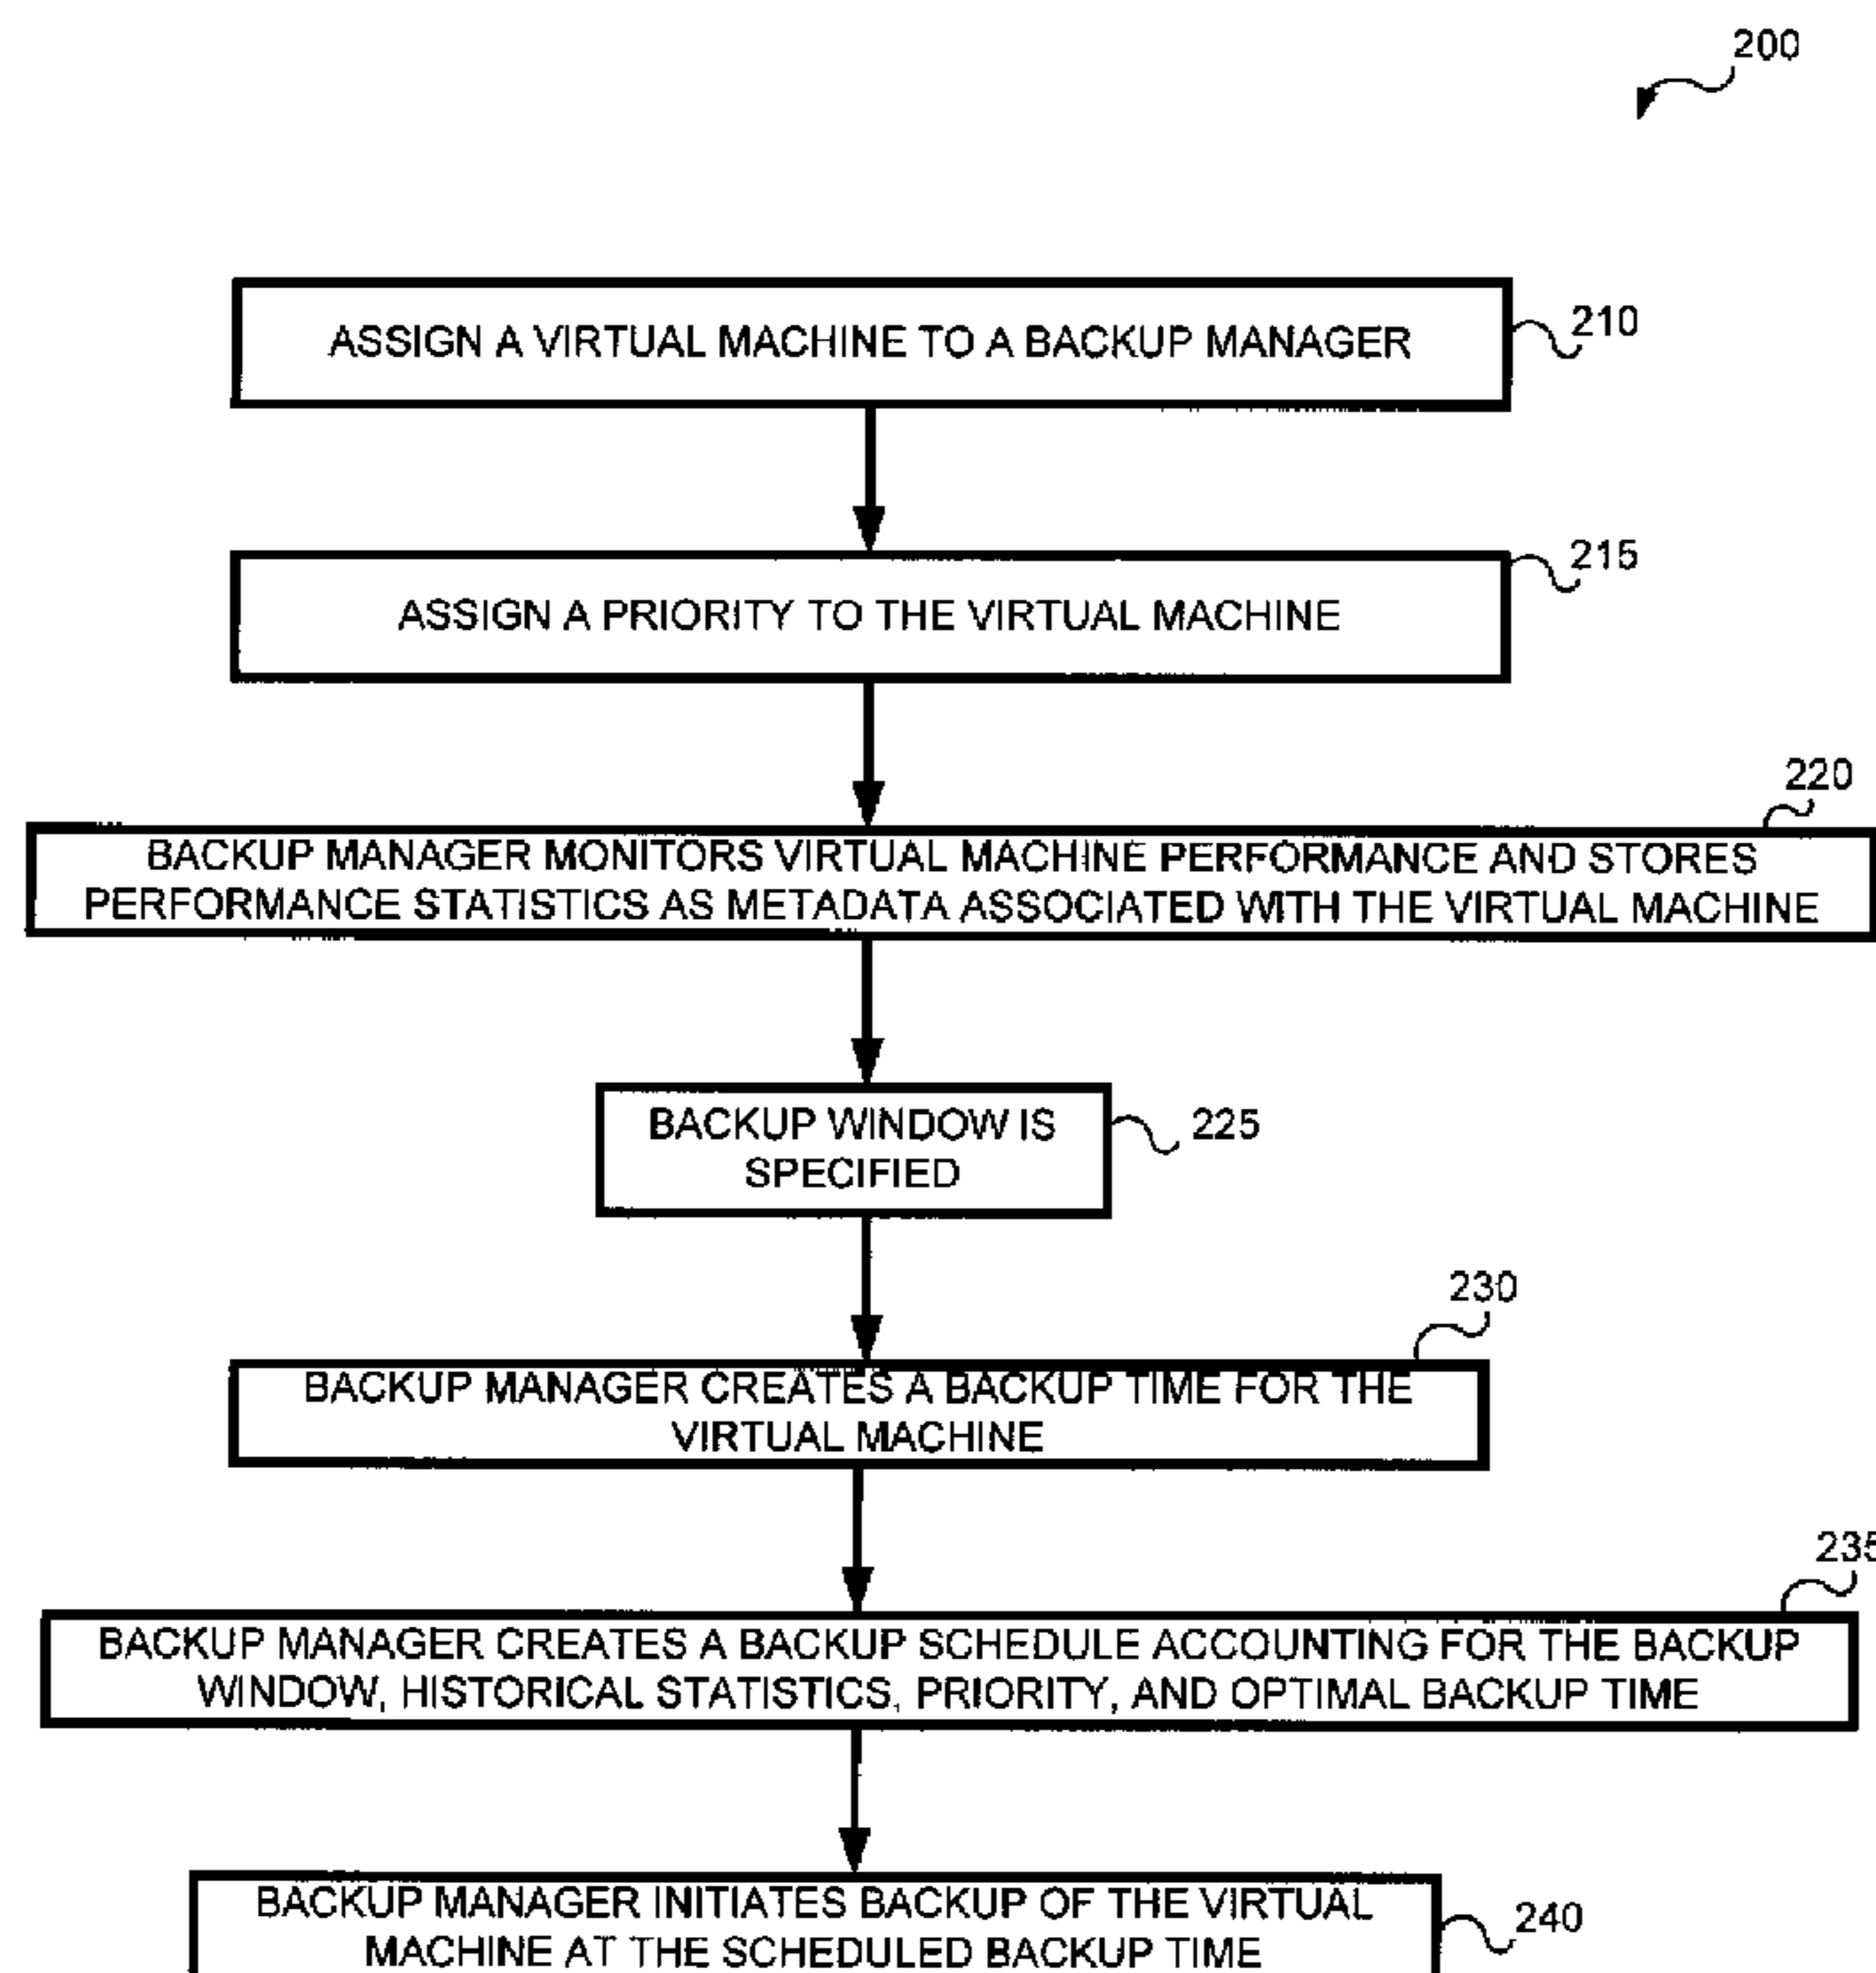 200
ASSIGN A VIRTUAL MACHINE TO A BACKUP MANAGER
210
ASSIGN A PRIORITY TO THE VIRTUAL MACHINE
215
220
BACKUP MANAGER MONITORS VIRTUAL MACHINE PERFORMANCE AND STORES
PERFORMANCE STATISTICS AS METADATA ASSOCIATED WITH THE VIRTUAL MACHINE
BACKUP WINDOW IS
SPECIFIED
225
230
BACKUP MANAGER CREATES A BACKUP TIME FOR THE
VIRTUAL MACHINE
235
BACKUP MANAGER CREATES A BACKUP SCHEDULE ACCOUNTING FOR THE BACKUP
WINDOW, HISTORICAL STATISTICS, PRIORITY, AND OPTIMAL BACKUP TIME
BACKUP MANAGER INITIATES BACKUP OF THE VIRTUAL
MACHINE AT THE SCHEDULED BACKUP TIME
240